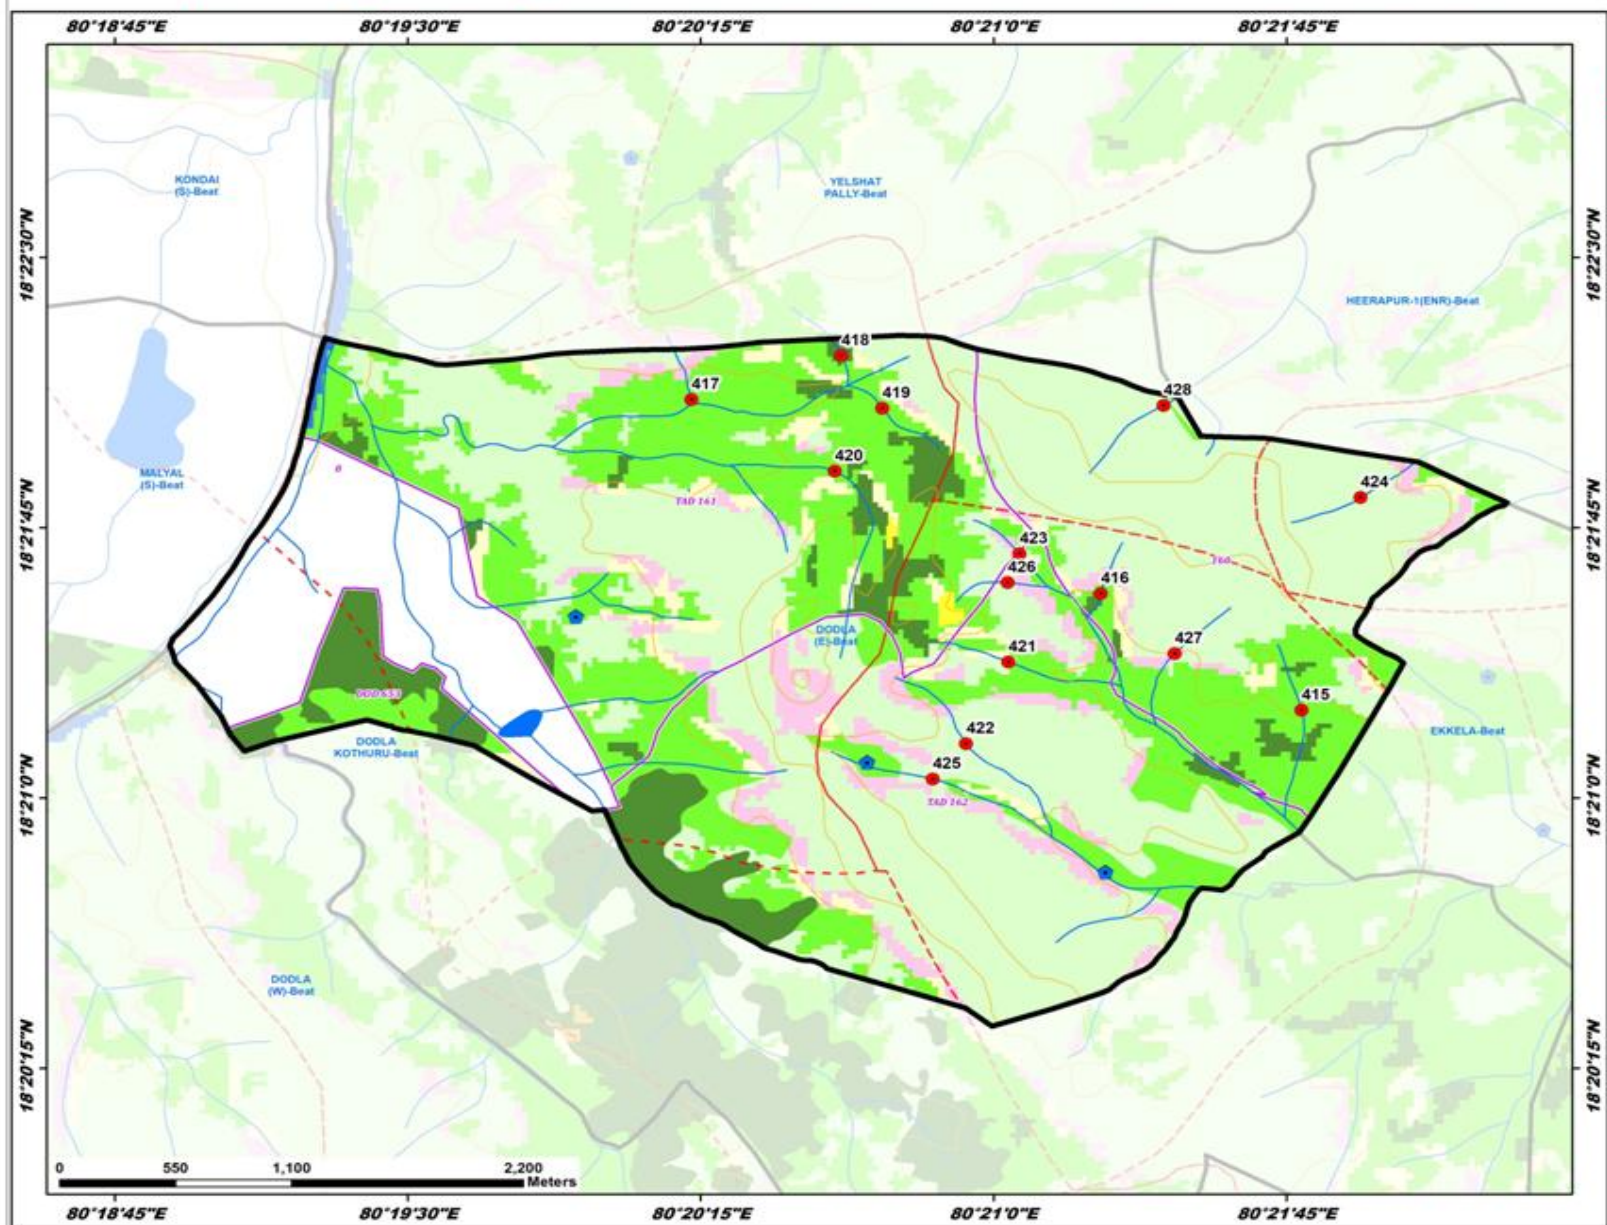 80°18'45"E 80°19'30"E 80°20'15"E 80°21'0"E 80°21'45"E
KONDAI
(S)-Beat
YELSHAT
PALLY-Beat
18°22'30"N
18°22'30"N
HEERAPUR-1(ENR)-Beat
418
417
428
419
0
MALYAL
(S)-Beat
420
424
TAD 161
18°21'45"N
18°21'45"N
423
160
426
416
DODLA
(E)-Beat
421
427
415
DODLA
KOTHURU-Beat
422
EKKELA-Beat
425
TAD 162
18°21'0"N
18°21'0"N
DODLA
(W)-Beat
18°20'15"N
18°20'15"N
0 550 1,100 2,200
Meters
80°18'45"E 80°19'30"E 80°20'15"E 80°21'0"E 80°21'45"E